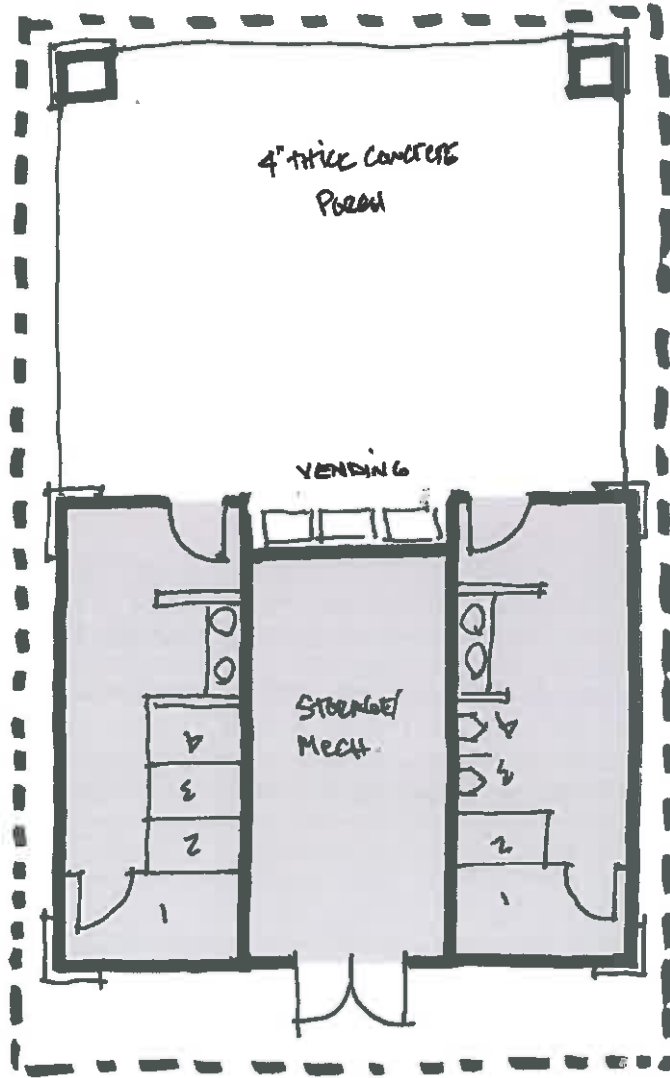 4" THICK CONCRETE
PORCH
VENDING
STORAGE/
MECH.
4
4
3
3
2
2
1
1